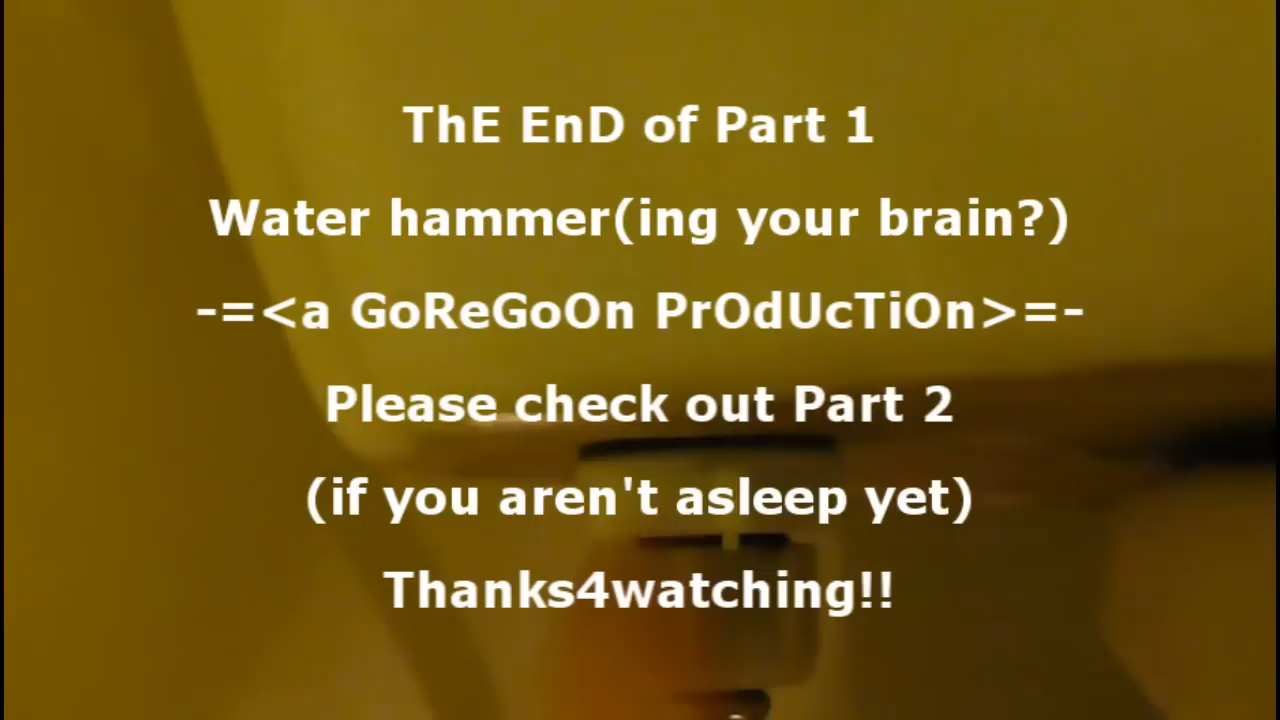 ThE EnD of Part 1
Water hammer(ing your brain?)
-=<a GoReGoOn PrOdUcTiOn>=-
Please check out Part 2
(if you aren't asleep yet)
Thanks4watching!!